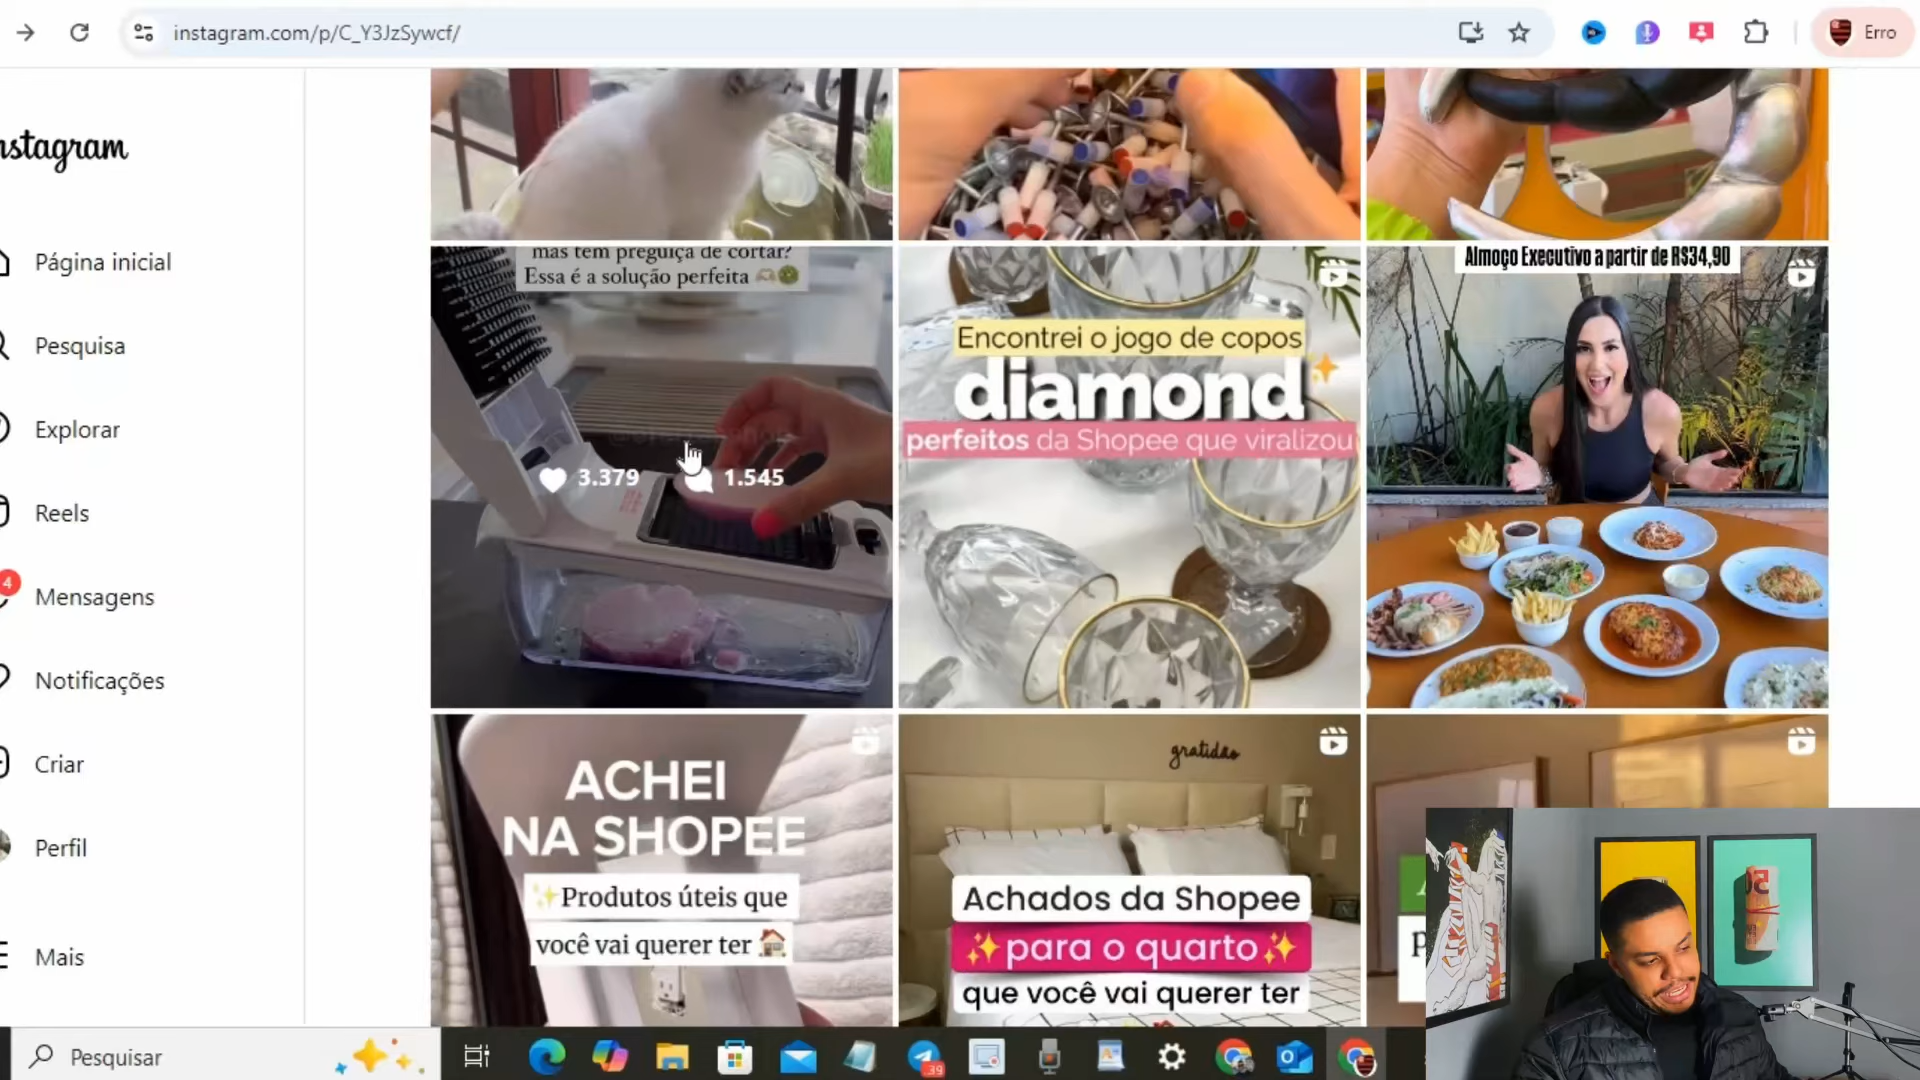 instagram.com/p/C_Y3JzSywcf/
Erro
nstagram
Página inicial
Pesquisa
Explorar
Reels
4
Mensagens
Notificações
Criar
Perfil
Mais
mas tem preguiça de cortar?
Essa é a solução perfeita
3.379
1.545
Encontrei o jogo de copos
diamond
perfeitos da Shopee que viralizou
Almoço Executivo a partir de R$34,90
ACHEI
NA SHOPEE
Produtos úteis que
você vai querer ter
gratidão
Achados da Shopee
para o quarto
que você vai querer ter
Pesquisar
39